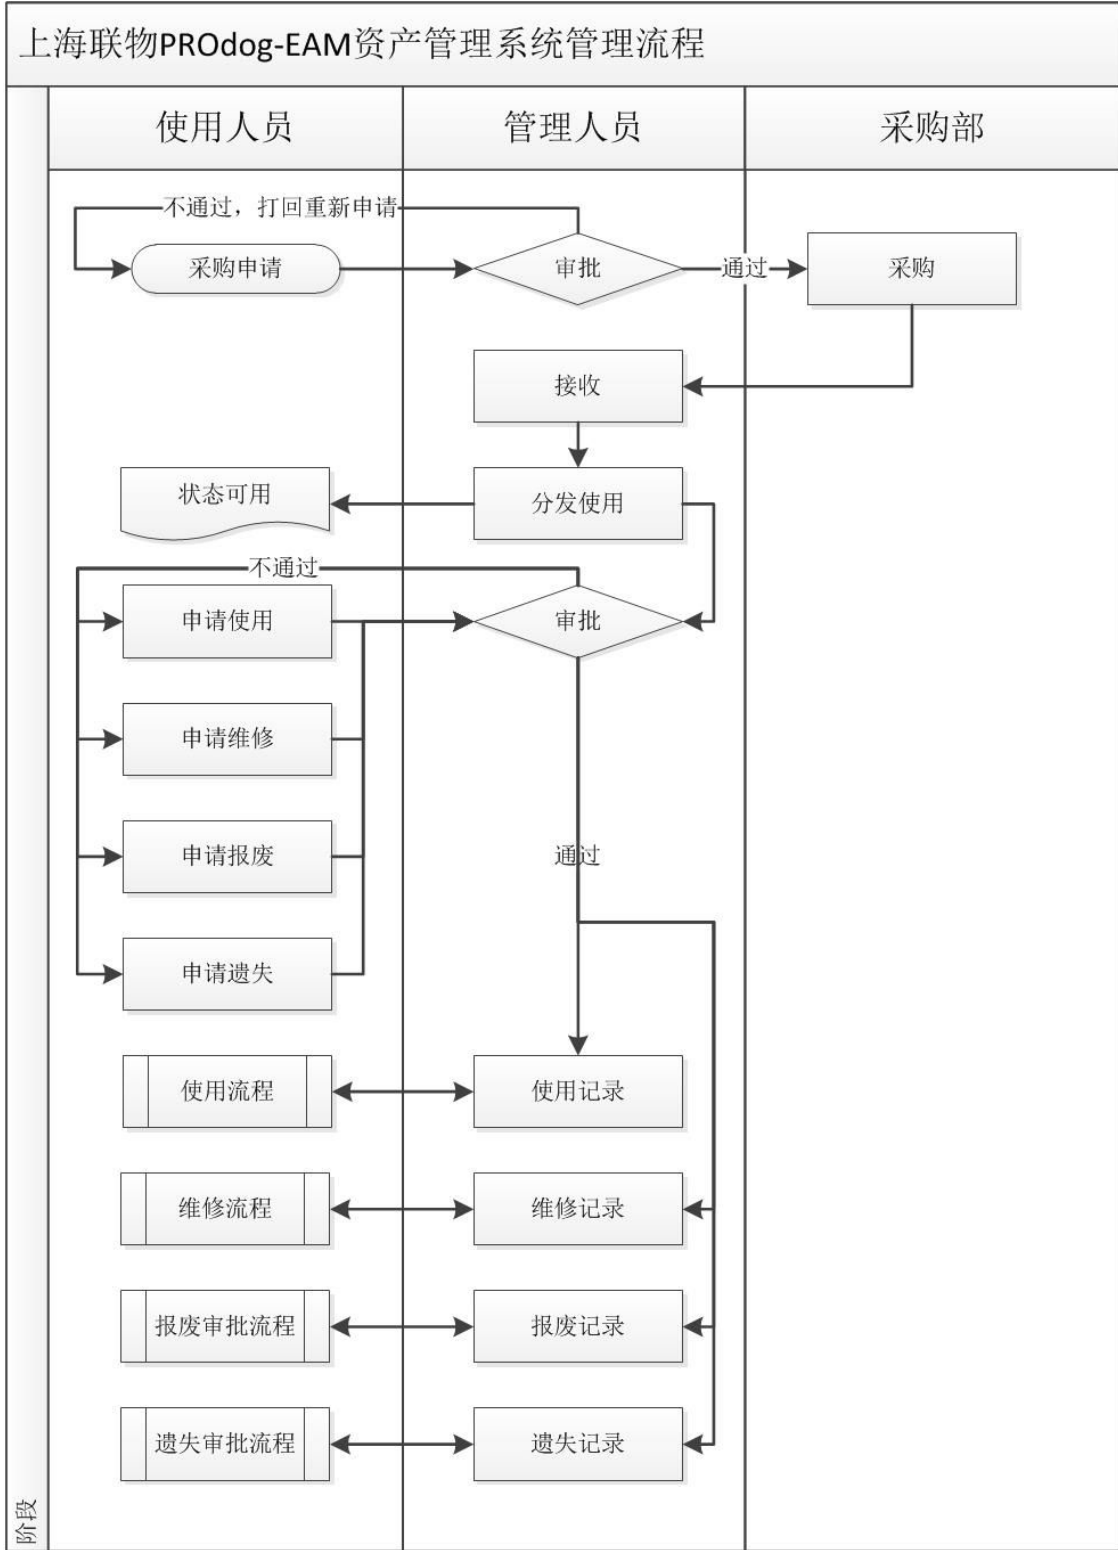 上海联物PROdog-EAM资产管理系统管理流程
使用人员
管理人员
采购部
不通过，打回重新申请
采购申请
审批
通过
采购
接收
状态可用
分发使用
不通过
申请使用
审批
申请维修
申请报废
通过
申请遗失
使用流程
使用记录
维修流程
维修记录
报废审批流程
报废记录
遗失审批流程
遗失记录
阶段